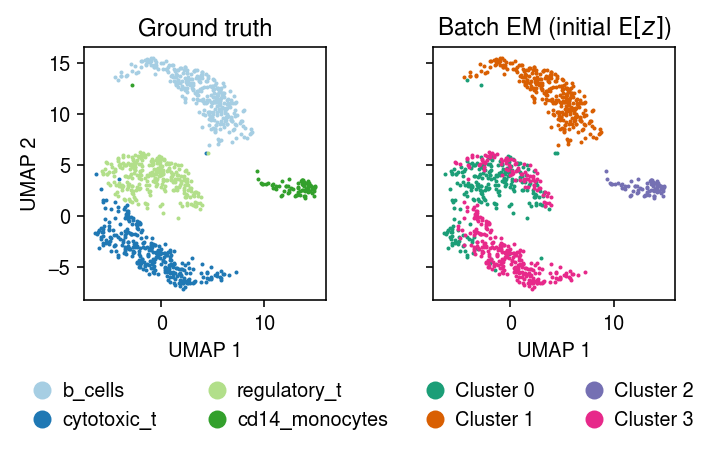 Ground truth
Batch EM (initial E[z])
15
10
5
0
−5
UMAP 2
0 10
0 10
UMAP 1
UMAP 1
b_cells regulatory_t
cytotoxic_t cd14_monocytes
Cluster 0 Cluster 2
Cluster 1 Cluster 3